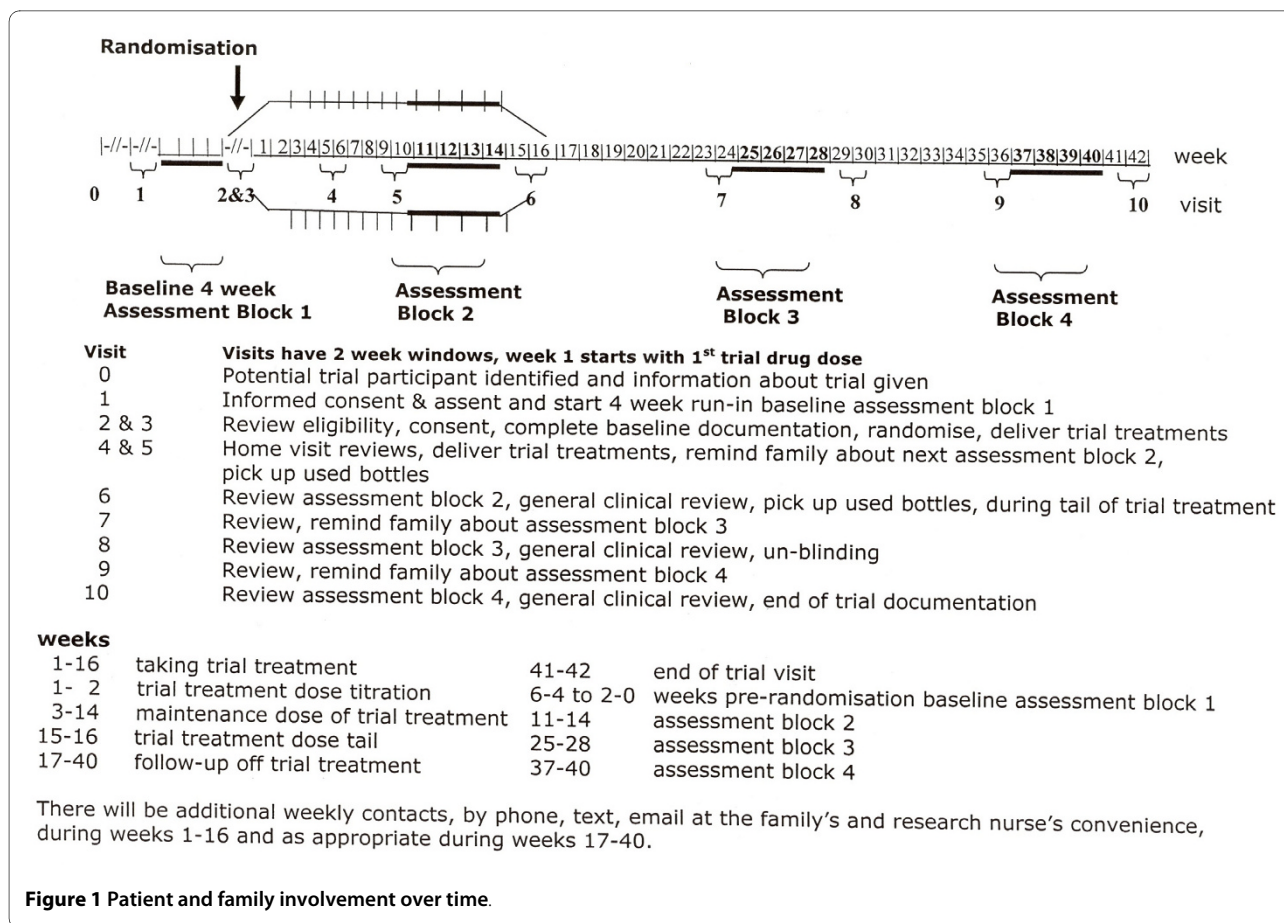 Randomisation
|-//-|-//-| | | | |-//-| 1| 2|3|4|5|6|7|8|9|10|11|12|13|14|15|16|17|18|19|20|21|22|23|24|25|26|27|28|29|30|31|32|33|34|35|36|37|38|39|40|41|42| week
0 1 2&3 4 5 6 7 8 9 10 visit
Baseline 4 week
Assessment Block 1
Assessment
Block 2
Assessment
Block 3
Assessment
Block 4
Visit Visits have 2 week windows, week 1 starts with 1st trial drug dose
0 Potential trial participant identified and information about trial given
1 Informed consent & assent and start 4 week run-in baseline assessment block 1
2 & 3 Review eligibility, consent, complete baseline documentation, randomise, deliver trial treatments
4 & 5 Home visit reviews, deliver trial treatments, remind family about next assessment block 2,
pick up used bottles
6 Review assessment block 2, general clinical review, pick up used bottles, during tail of trial treatment
7 Review, remind family about assessment block 3
8 Review assessment block 3, general clinical review, un-blinding
9 Review, remind family about assessment block 4
10 Review assessment block 4, general clinical review, end of trial documentation
weeks
1-16 taking trial treatment
1- 2 trial treatment dose titration
3-14 maintenance dose of trial treatment
15-16 trial treatment dose tail
17-40 follow-up off trial treatment
41-42 end of trial visit
6-4 to 2-0 weeks pre-randomisation baseline assessment block 1
11-14 assessment block 2
25-28 assessment block 3
37-40 assessment block 4
There will be additional weekly contacts, by phone, text, email at the family's and research nurse's convenience,
during weeks 1-16 and as appropriate during weeks 17-40.
Figure 1 Patient and family involvement over time.